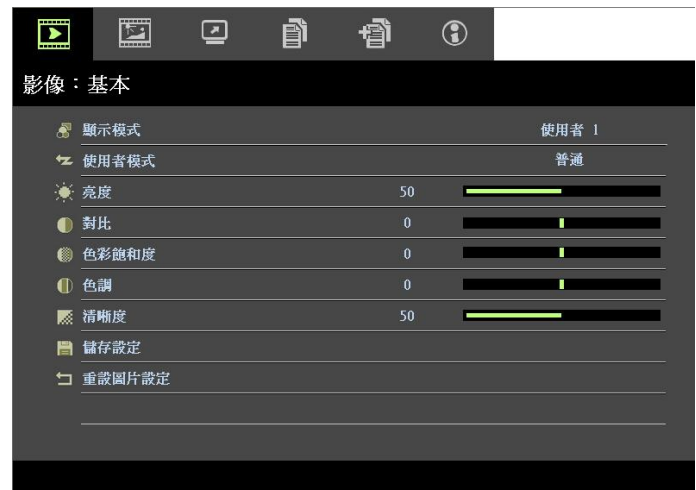 影像：基本
顯示模式 使用者 1
使用者模式 普通
亮度 50
對比 0
色彩飽和度 0
色調 0
清晰度 50
儲存設定
重設圖片設定